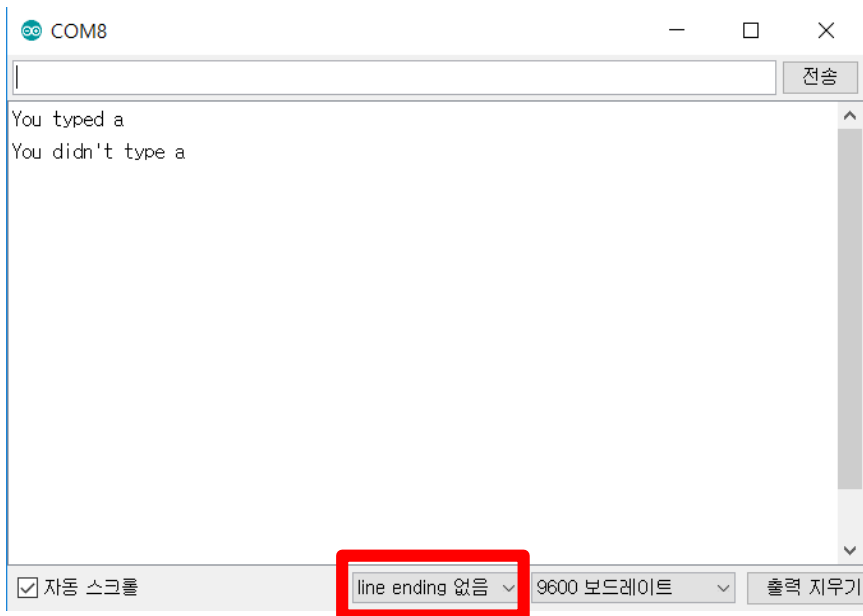 COM8
전송
You typed a
You didn't type a
자동 스크롤
line ending 없음
9600 보드레이트
출력 지우기